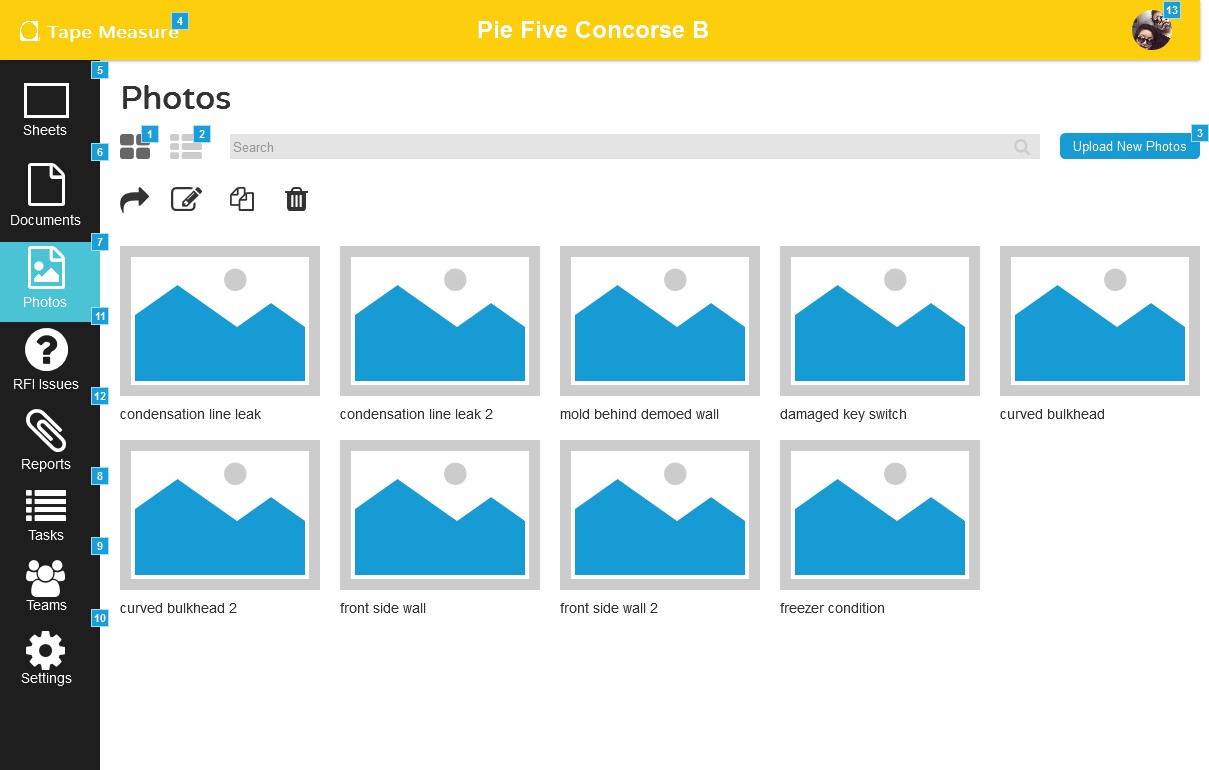 Tape Measure 4
Pie Five Concorse B
13
5
Sheets
6
Documents
7
Photos
11
RFI Issues
12
Reports
8
Tasks
9
Teams
10
Settings
Photos
1
2
Search
Upload New Photos
3
condensation line leak
condensation line leak 2
mold behind demoed wall
damaged key switch
curved bulkhead
curved bulkhead 2
front side wall
front side wall 2
freezer condition